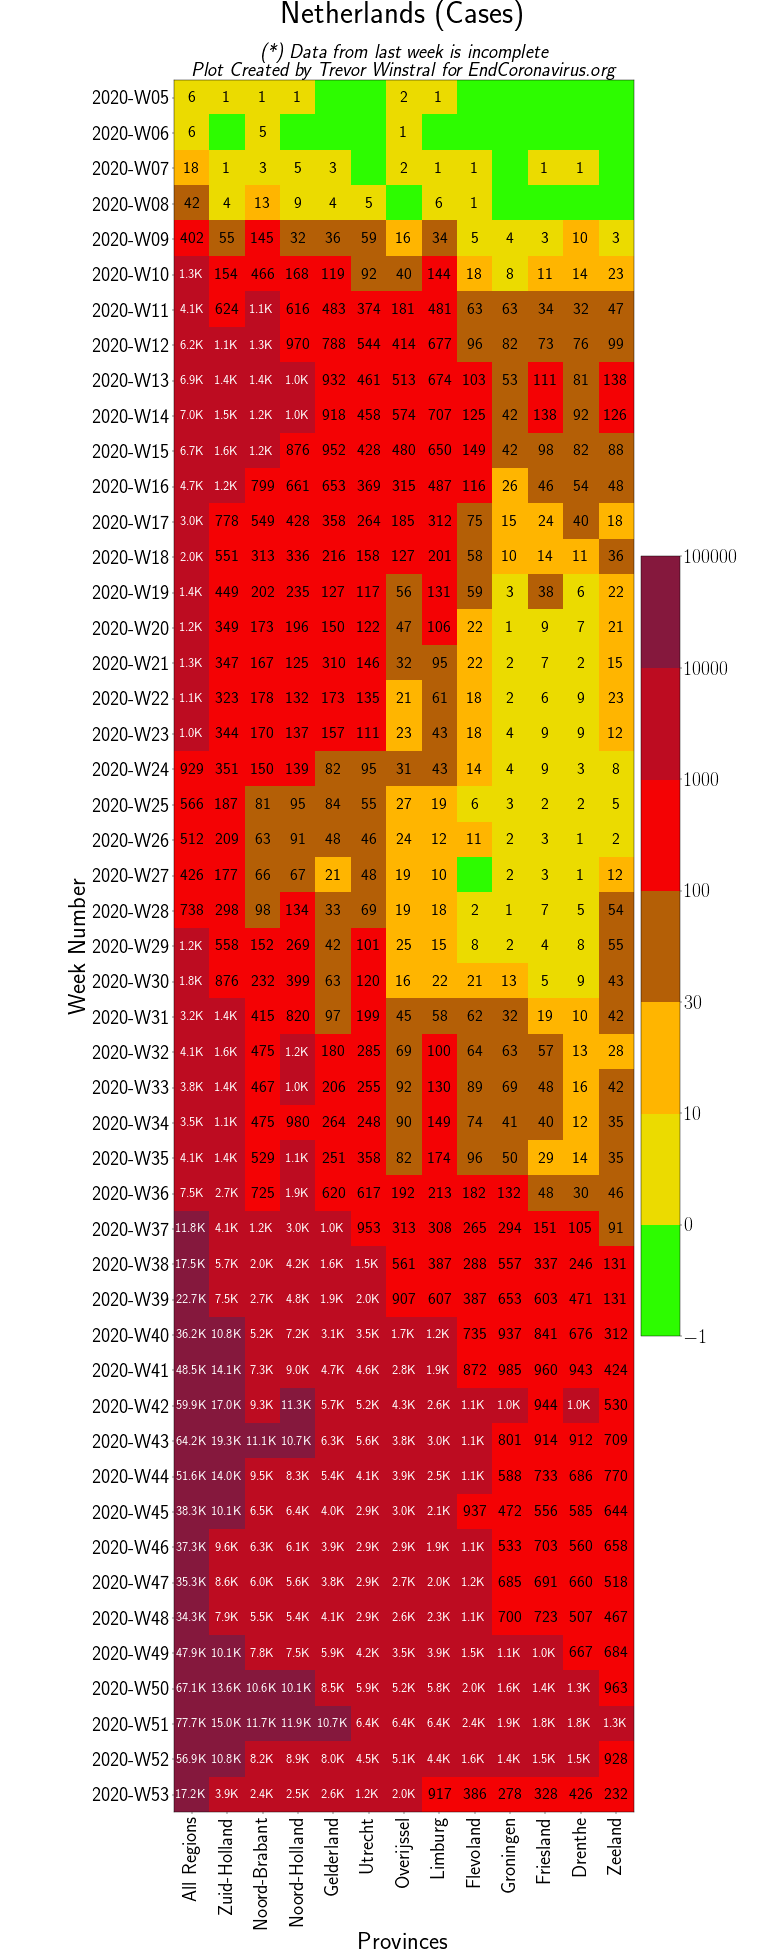 Netherlands (Cases)
(*) Data from last week is incomplete
Plot Created by Trevor Winstral for EndCoronavirus.org
2020-W05 6 1 1 1 2 1
2020-W06 6 5 1
2020-W07 18 1 3 5 3 2 1 1 1 1
2020-W08 42 4 13 9 4 5 6 1
2020-W09 402 55 145 32 36 59 16 34 5 4 3 10 3
2020-W10 1.3K 154 466 168 119 92 40 144 18 8 11 14 23
2020-W11 4.1K 624 1.1K 616 483 374 181 481 63 63 34 32 47
2020-W12 6.2K 1.1K 1.3K 970 788 544 414 677 96 82 73 76 99
2020-W13 6.9K 1.4K 1.4K 1.0K 932 461 513 674 103 53 111 81 138
2020-W14 7.0K 1.5K 1.2K 1.0K 918 458 574 707 125 42 138 92 126
2020-W15 6.7K 1.6K 1.2K 876 952 428 480 650 149 42 98 82 88
2020-W16 4.7K 1.2K 799 661 653 369 315 487 116 26 46 54 48
2020-W17 3.0K 778 549 428 358 264 185 312 75 15 24 40 18
2020-W18 2.0K 551 313 336 216 158 127 201 58 10 14 11 36
2020-W19 1.4K 449 202 235 127 117 56 131 59 3 38 6 22
2020-W20 1.2K 349 173 196 150 122 47 106 22 1 9 7 21
2020-W21 1.3K 347 167 125 310 146 32 95 22 2 7 2 15
2020-W22 1.1K 323 178 132 173 135 21 61 18 2 6 9 23
2020-W23 1.0K 344 170 137 157 111 23 43 18 4 9 9 12
2020-W24 929 351 150 139 82 95 31 43 14 4 9 3 8
2020-W25 566 187 81 95 84 55 27 19 6 3 2 2 5
2020-W26 512 209 63 91 48 46 24 12 11 2 3 1 2
2020-W27 426 177 66 67 21 48 19 10 2 3 1 12
2020-W28 738 298 98 134 33 69 19 18 2 1 7 5 54
2020-W29 1.2K 558 152 269 42 101 25 15 8 2 4 8 55
2020-W30 1.8K 876 232 399 63 120 16 22 21 13 5 9 43
2020-W31 3.2K 1.4K 415 820 97 199 45 58 62 32 19 10 42
2020-W32 4.1K 1.6K 475 1.2K 180 285 69 100 64 63 57 13 28
2020-W33 3.8K 1.4K 467 1.0K 206 255 92 130 89 69 48 16 42
2020-W34 3.5K 1.1K 475 980 264 248 90 149 74 41 40 12 35
2020-W35 4.1K 1.4K 529 1.1K 251 358 82 174 96 50 29 14 35
2020-W36 7.5K 2.7K 725 1.9K 620 617 192 213 182 132 48 30 46
2020-W37 11.8K 4.1K 1.2K 3.0K 1.0K 953 313 308 265 294 151 105 91
2020-W38 17.5K 5.7K 2.0K 4.2K 1.6K 1.5K 561 387 288 557 337 246 131
2020-W39 22.7K 7.5K 2.7K 4.8K 1.9K 2.0K 907 607 387 653 603 471 131
2020-W40 36.2K 10.8K 5.2K 7.2K 3.1K 3.5K 1.7K 1.2K 735 937 841 676 312
2020-W41 48.5K 14.1K 7.3K 9.0K 4.7K 4.6K 2.8K 1.9K 872 985 960 943 424
2020-W42 59.9K 17.0K 9.3K 11.3K 5.7K 5.2K 4.3K 2.6K 1.1K 1.0K 944 1.0K 530
2020-W43 64.2K 19.3K 11.1K 10.7K 6.3K 5.6K 3.8K 3.0K 1.1K 801 914 912 709
2020-W44 51.6K 14.0K 9.5K 8.3K 5.4K 4.1K 3.9K 2.5K 1.1K 588 733 686 770
2020-W45 38.3K 10.1K 6.5K 6.4K 4.0K 2.9K 3.0K 2.1K 937 472 556 585 644
2020-W46 37.3K 9.6K 6.3K 6.1K 3.9K 2.9K 2.9K 1.9K 1.1K 533 703 560 658
2020-W47 35.3K 8.6K 6.0K 5.6K 3.8K 2.9K 2.7K 2.0K 1.2K 685 691 660 518
2020-W48 34.3K 7.9K 5.5K 5.4K 4.1K 2.9K 2.6K 2.3K 1.1K 700 723 507 467
2020-W49 47.9K 10.1K 7.8K 7.5K 5.9K 4.2K 3.5K 3.9K 1.5K 1.1K 1.0K 667 684
2020-W50 67.1K 13.6K 10.6K 10.1K 8.5K 5.9K 5.2K 5.8K 2.0K 1.6K 1.4K 1.3K 963
2020-W51 77.7K 15.0K 11.7K 11.9K 10.7K 6.4K 6.4K 6.4K 2.4K 1.9K 1.8K 1.8K 1.3K
2020-W52 56.9K 10.8K 8.2K 8.9K 8.0K 4.5K 5.1K 4.4K 1.6K 1.4K 1.5K 1.5K 928
2020-W53 17.2K 3.9K 2.4K 2.5K 2.6K 1.2K 2.0K 917 386 278 328 426 232
Week Number
All Regions
Zuid-Holland
Noord-Brabant
Noord-Holland
Gelderland
Utrecht
Overijssel
Limburg
Flevoland
Groningen
Friesland
Drenthe
Zeeland
Provinces
100000
10000
1000
100
30
10
0
−1